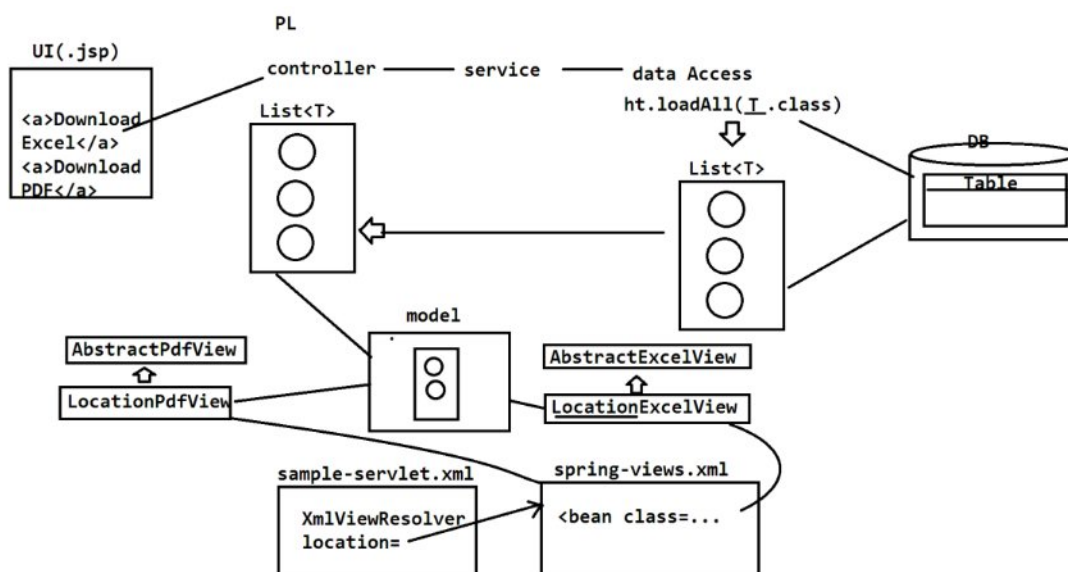 PL
UI(.jsp)
controller
service
data Access
<a>Download
Excel</a>
<a>Download
PDF</a>
List<T>
ht.loadAll(T.class)
DB
Table
List<T>
model
AbstractPdfView
AbstractExcelView
LocationPdfView
LocationExcelView
sample-servlet.xml
spring-views.xml
XmlViewResolver
location=
<bean class=...